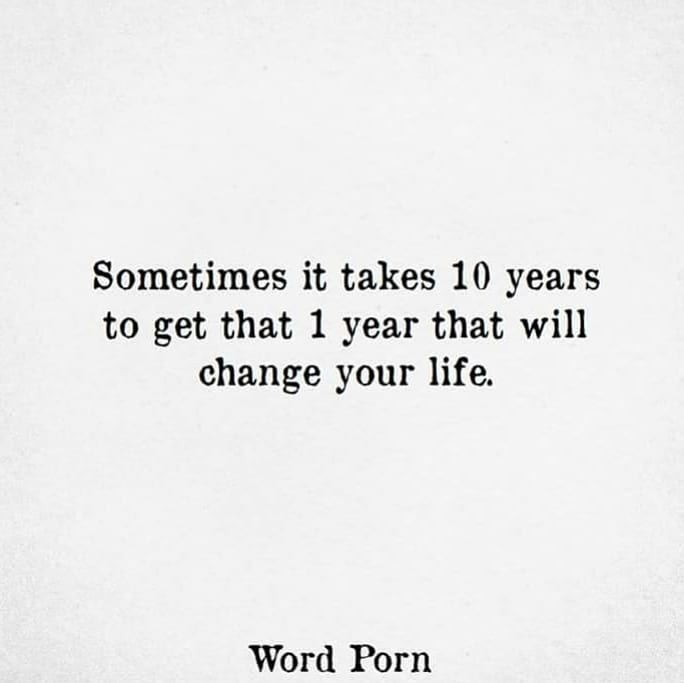 Sometimes it takes 10 years
to get that 1 year that will
change your life.
Word Porn